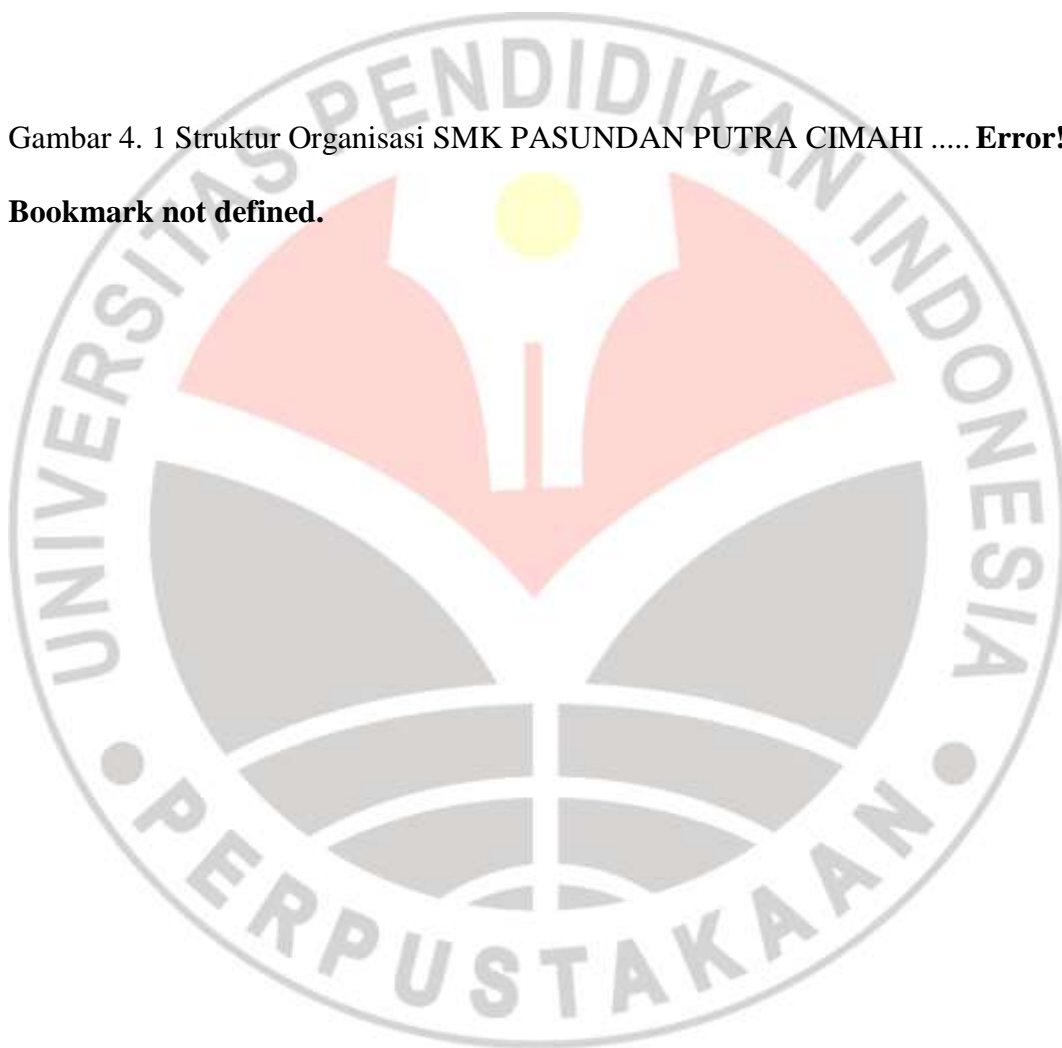 Gambar 4. 1 Struktur Organisasi SMK PASUNDAN PUTRA CIMAHI ..... Error!
Bookmark not defined.
UNIVERSITAS PENDIDIKAN INDONESIA
PERPUSTAKAAN